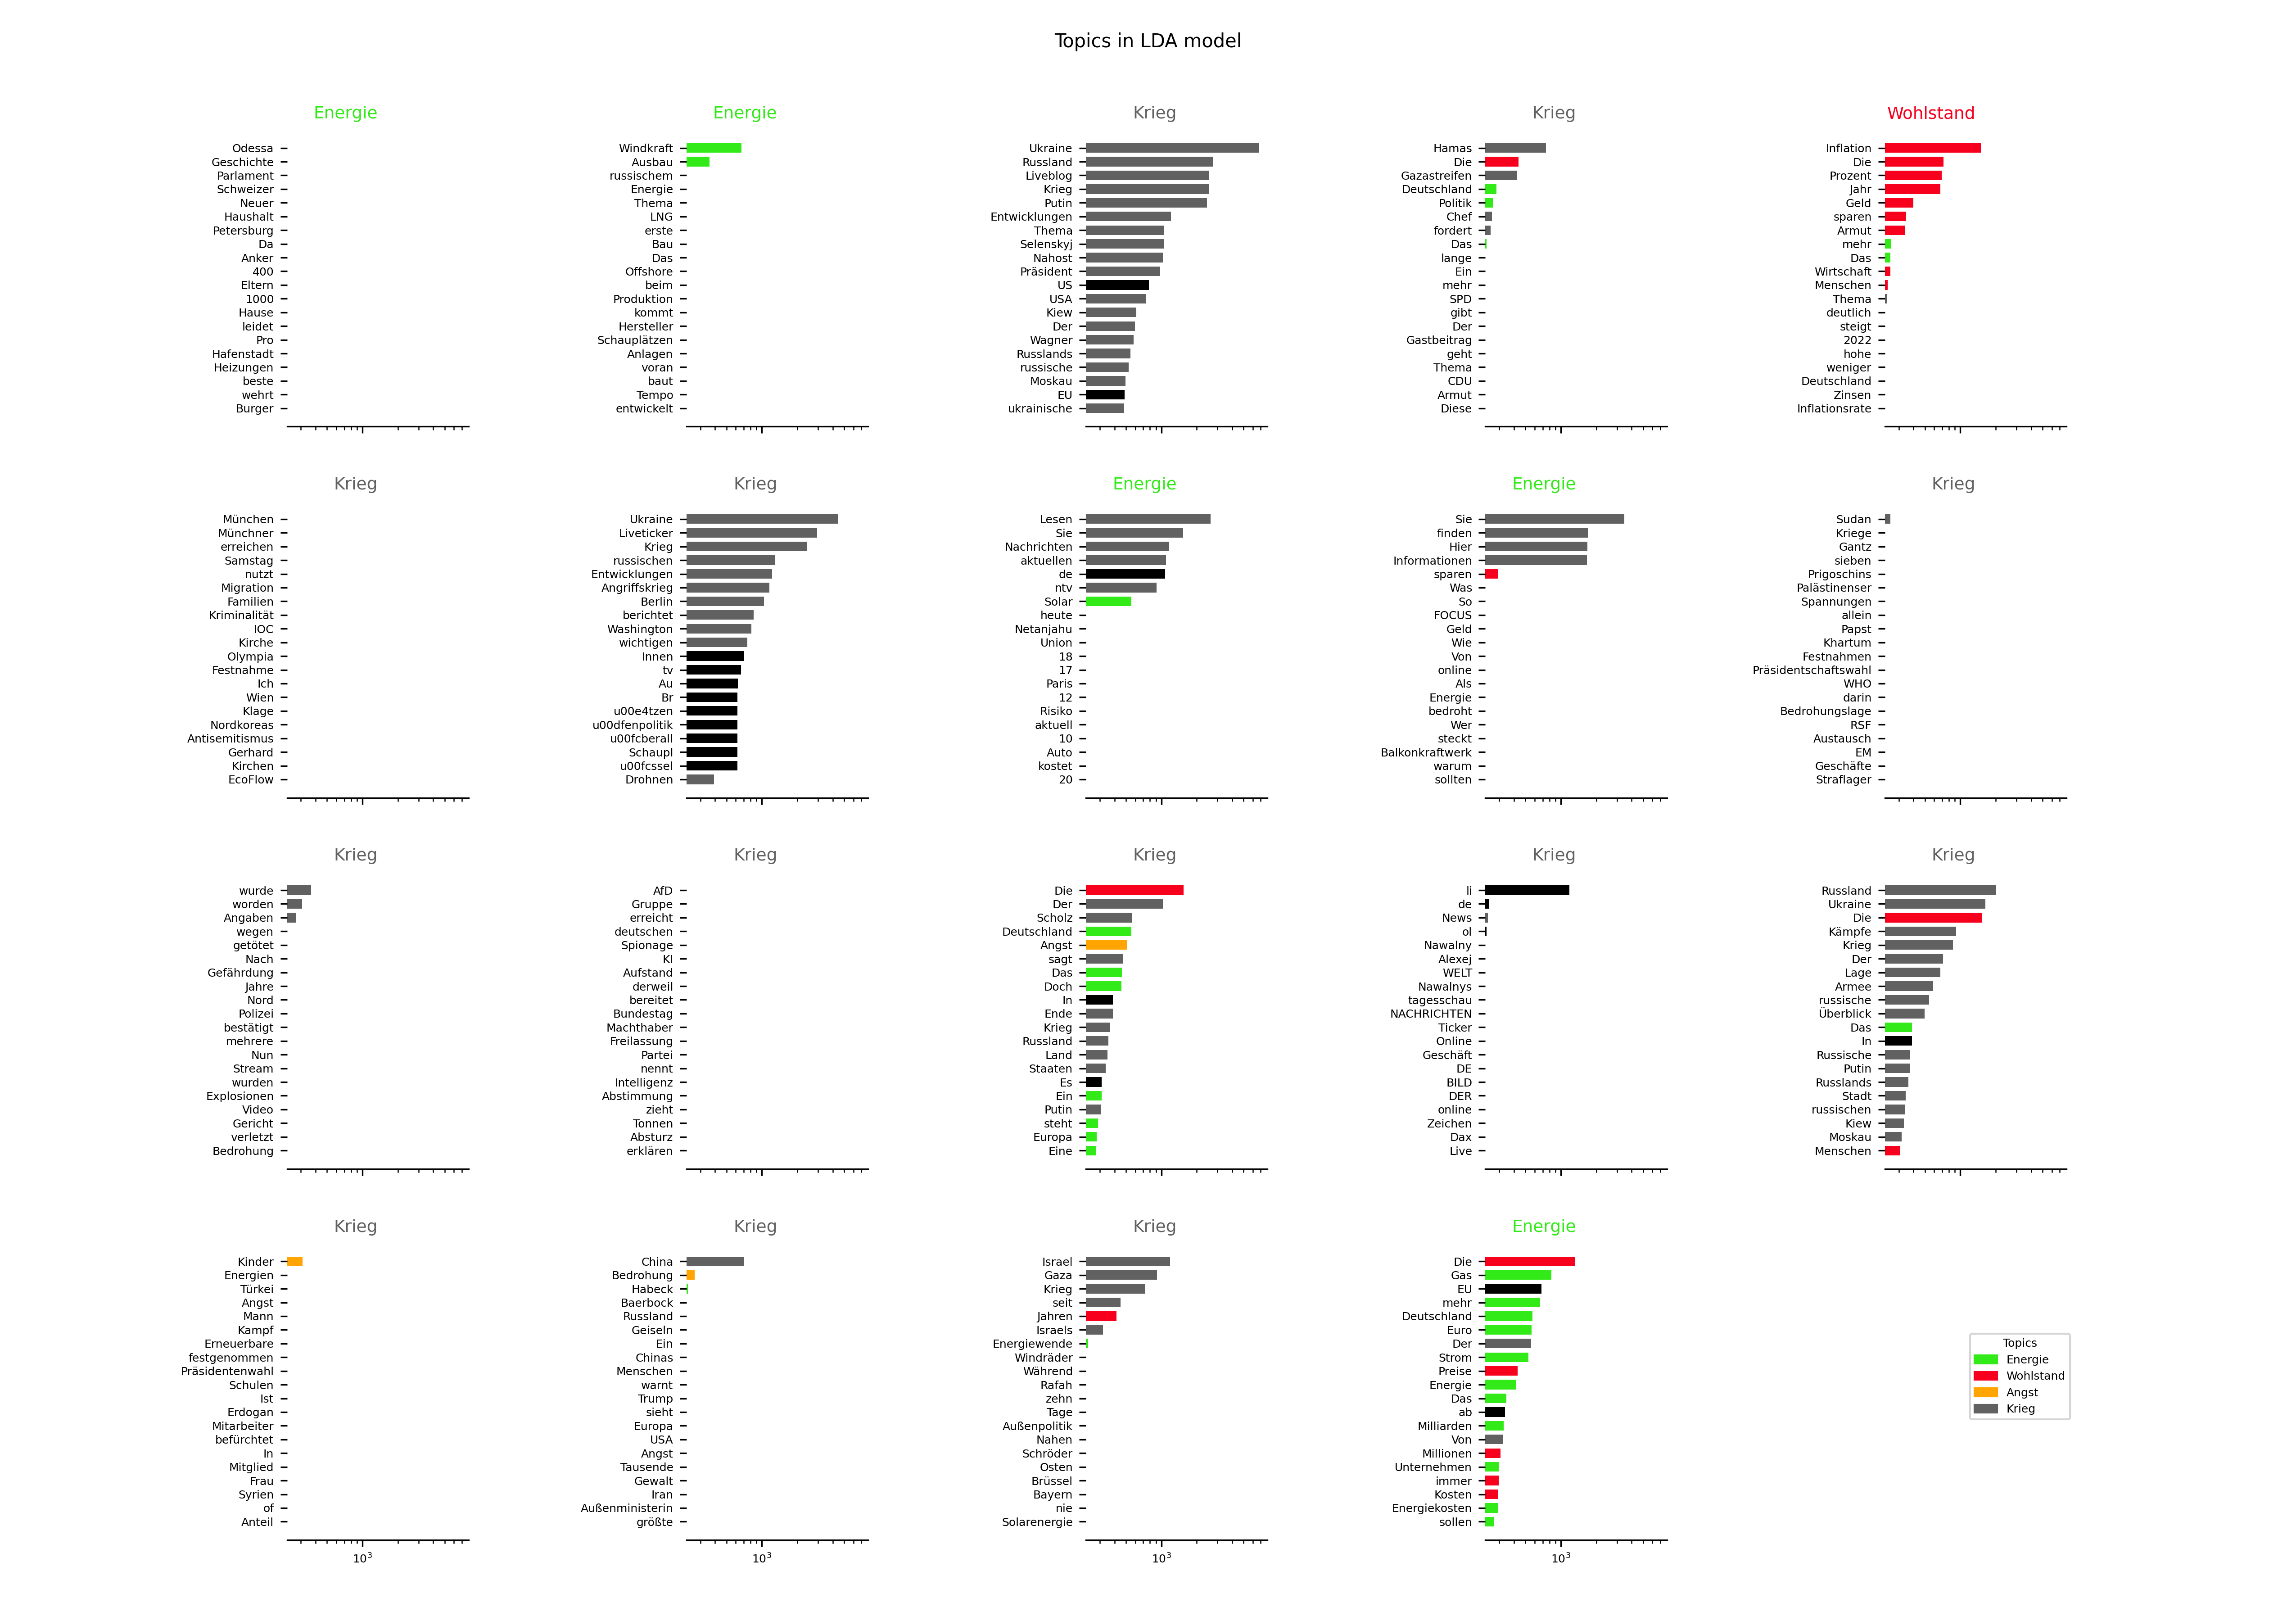 Topics in LDA model
Energie
Odessa
Geschichte
Parlament
Schweizer
Neuer
Haushalt
Petersburg
Da
Anker
400
Eltern
1000
Hause
leidet
Pro
Hafenstadt
Heizungen
beste
wehrt
Burger
Energie
Windkraft
Ausbau
russischem
Energie
Thema
LNG
erste
Bau
Das
Offshore
beim
Produktion
kommt
Hersteller
Schauplätzen
Anlagen
voran
baut
Tempo
entwickelt
Krieg
Ukraine
Russland
Liveblog
Krieg
Putin
Entwicklungen
Thema
Selenskyj
Nahost
Präsident
US
USA
Kiew
Der
Wagner
Russlands
russische
Moskau
EU
ukrainische
Krieg
Hamas
Die
Gazastreifen
Deutschland
Politik
Chef
fordert
Das
lange
Ein
mehr
SPD
gibt
Der
Gastbeitrag
geht
Thema
CDU
Armut
Diese
Wohlstand
Inflation
Die
Prozent
Jahr
Geld
sparen
Armut
mehr
Das
Wirtschaft
Menschen
Thema
deutlich
steigt
2022
hohe
weniger
Deutschland
Zinsen
Inflationsrate
Krieg
München
Münchner
erreichen
Samstag
nutzt
Migration
Familien
Kriminalität
IOC
Kirche
Olympia
Festnahme
Ich
Wien
Klage
Nordkoreas
Antisemitismus
Gerhard
Kirchen
EcoFlow
Krieg
Ukraine
Liveticker
Krieg
russischen
Entwicklungen
Angriffskrieg
Berlin
berichtet
Washington
wichtigen
Innen
tv
Au
Br
u00e4tzen
u00dfenpolitik
u00fcberall
Schaupl
u00fcssel
Drohnen
Energie
Lesen
Sie
Nachrichten
aktuellen
de
ntv
Solar
heute
Netanjahu
Union
18
17
Paris
12
Risiko
aktuell
10
Auto
kostet
20
Energie
Sie
finden
Hier
Informationen
sparen
Was
So
FOCUS
Geld
Wie
Von
online
Als
Energie
bedroht
Wer
steckt
Balkonkraftwerk
warum
sollten
Krieg
Sudan
Kriege
Gantz
sieben
Prigoschins
Palästinenser
Spannungen
allein
Papst
Khartum
Festnahmen
Präsidentschaftswahl
WHO
darin
Bedrohungslage
RSF
Austausch
EM
Geschäfte
Straflager
Krieg
wurde
worden
Angaben
wegen
getötet
Nach
Gefährdung
Jahre
Nord
Polizei
bestätigt
mehrere
Nun
Stream
wurden
Explosionen
Video
Gericht
verletzt
Bedrohung
Krieg
AfD
Gruppe
erreicht
deutschen
Spionage
KI
Aufstand
derweil
bereitet
Bundestag
Machthaber
Freilassung
Partei
nennt
Intelligenz
Abstimmung
zieht
Tonnen
Absturz
erklären
Krieg
Die
Der
Scholz
Deutschland
Angst
sagt
Das
Doch
In
Ende
Krieg
Russland
Land
Staaten
Es
Ein
Putin
steht
Europa
Eine
Krieg
li
de
News
ol
Nawalny
Alexej
WELT
Nawalnys
tagesschau
NACHRICHTEN
Ticker
Online
Geschäft
DE
BILD
DER
online
Zeichen
Dax
Live
Krieg
Russland
Ukraine
Die
Kämpfe
Krieg
Der
Lage
Armee
russische
Überblick
Das
In
Russische
Putin
Russlands
Stadt
russischen
Kiew
Moskau
Menschen
Krieg
Kinder
Energien
Türkei
Angst
Mann
Kampf
Erneuerbare
festgenommen
Präsidentenwahl
Schulen
Ist
Erdogan
Mitarbeiter
befürchtet
In
Mitglied
Frau
Syrien
of
Anteil
10³
Krieg
China
Bedrohung
Habeck
Baerbock
Russland
Geiseln
Ein
Chinas
Menschen
warnt
Trump
sieht
Europa
USA
Angst
Tausende
Gewalt
Iran
Außenministerin
größte
10³
Krieg
Israel
Gaza
Krieg
seit
Jahren
Israels
Energiewende
Windräder
Während
Rafah
zehn
Tage
Außenpolitik
Nahen
Schröder
Osten
Brüssel
Bayern
nie
Solarenergie
10³
Energie
Die
Gas
EU
mehr
Deutschland
Euro
Der
Strom
Preise
Energie
Das
ab
Milliarden
Von
Millionen
Unternehmen
immer
Kosten
Energiekosten
sollen
10³
Topics
Energie
Wohlstand
Angst
Krieg